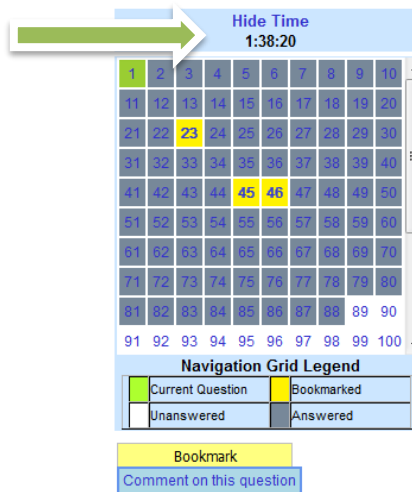 Hide Time
1:38:20
1 2 3 4 5 6 7 8 9 10
11 12 13 14 15 16 17 18 19 20
21 22 23 24 25 26 27 28 29 30
31 32 33 34 35 36 37 38 39 40
41 42 43 44 45 46 47 48 49 50
51 52 53 54 55 56 57 58 59 60
61 62 63 64 65 66 67 68 69 70
71 72 73 74 75 76 77 78 79 80
81 82 83 84 85 86 87 88 89 90
91 92 93 94 95 96 97 98 99 100
Navigation Grid Legend
Current Question Bookmarked
Unanswered Answered
Bookmark
Comment on this question